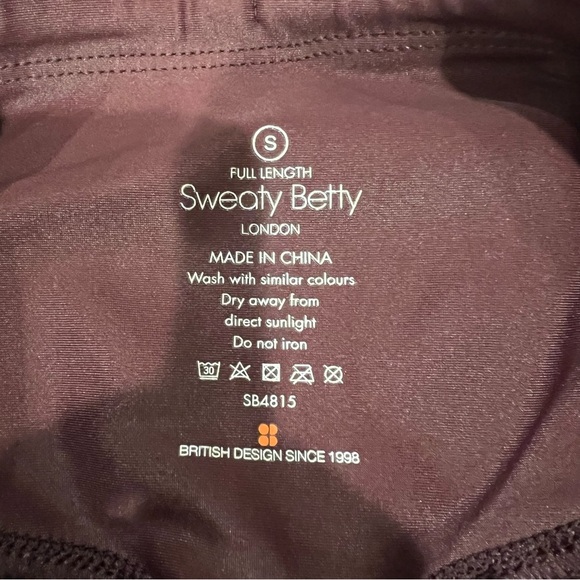 S
FULL LENGTH
Sweaty Betty
LONDON
MADE IN CHINA
Wash with similar colours
Dry away from
direct sunlight
Do not iron
30
SB4815
BRITISH DESIGN SINCE 1998